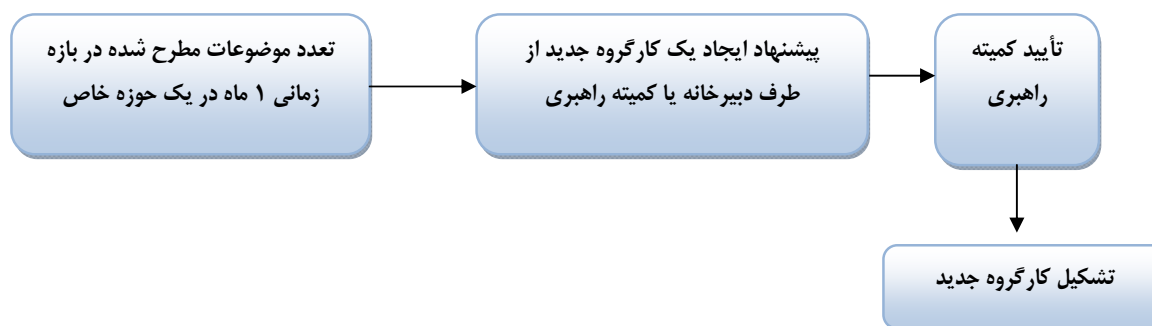 تعدد موضوعات مطرح شده در بازه
زمانی ۱ ماه در یک حوزه خاص
پیشنهاد ایجاد یک کارگروه جدید از
طرف دبیرخانه یا کمیته راهبری
تأیید کمیته
راهبری
تشکیل کارگروه جدید